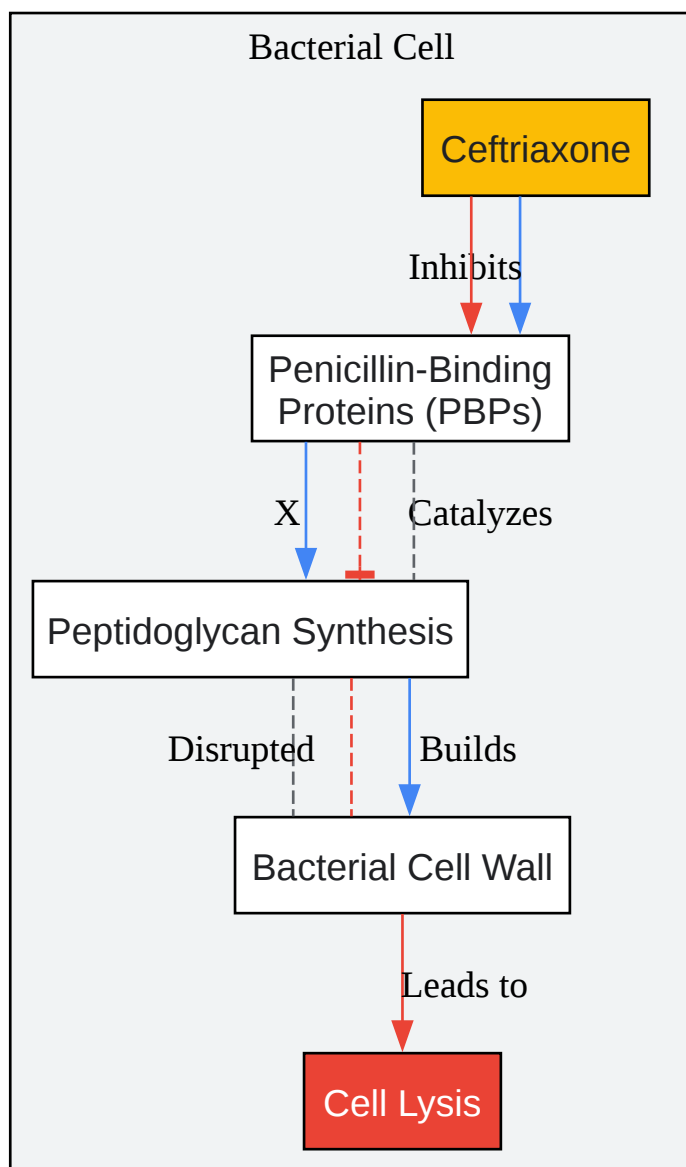 Bacterial Cell
Ceftriaxone
Inhibits
Penicillin-Binding
Proteins (PBPs)
X
Catalyzes
Peptidoglycan Synthesis
Disrupted
Builds
Bacterial Cell Wall
Leads to
Cell Lysis